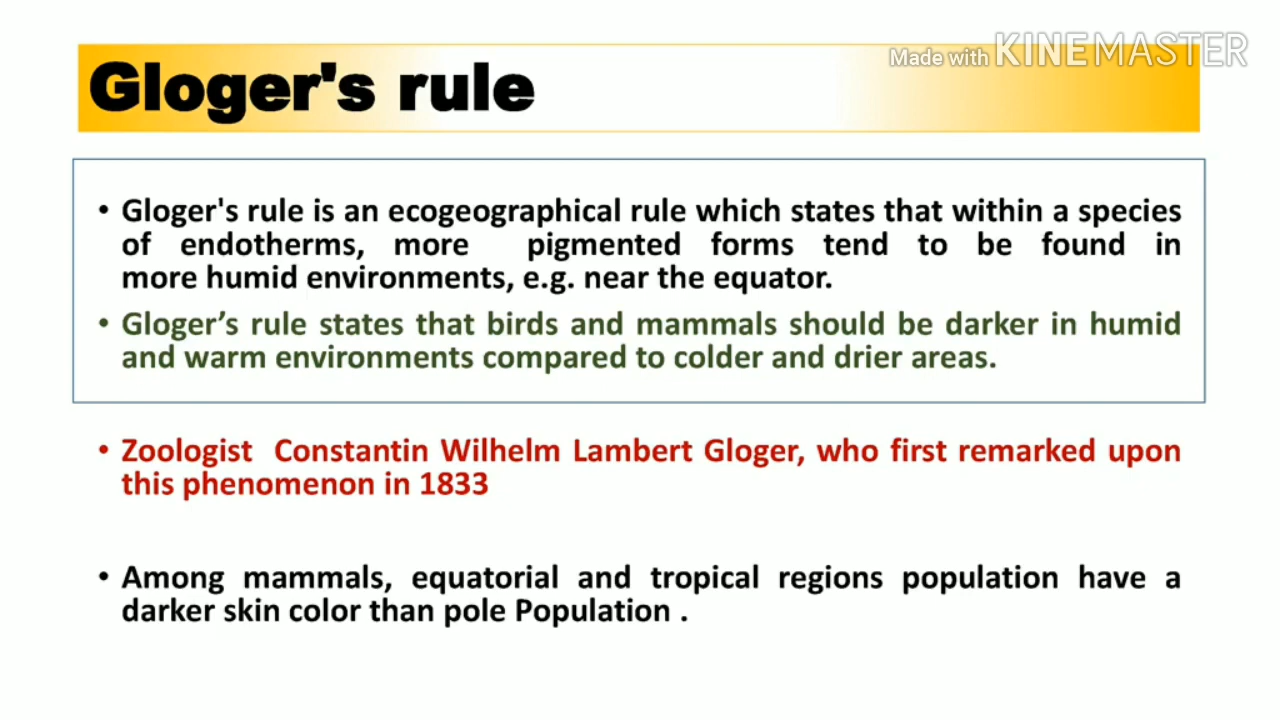 Made with KINEMASTER
Gloger's rule
• Gloger's rule is an ecogeographical rule which states that within a species
of endotherms, more pigmented forms tend to be found in
more humid environments, e.g. near the equator.
• Gloger’s rule states that birds and mammals should be darker in humid
and warm environments compared to colder and drier areas.
• Zoologist Constantin Wilhelm Lambert Gloger, who first remarked upon
this phenomenon in 1833
• Among mammals, equatorial and tropical regions population have a
darker skin color than pole Population .